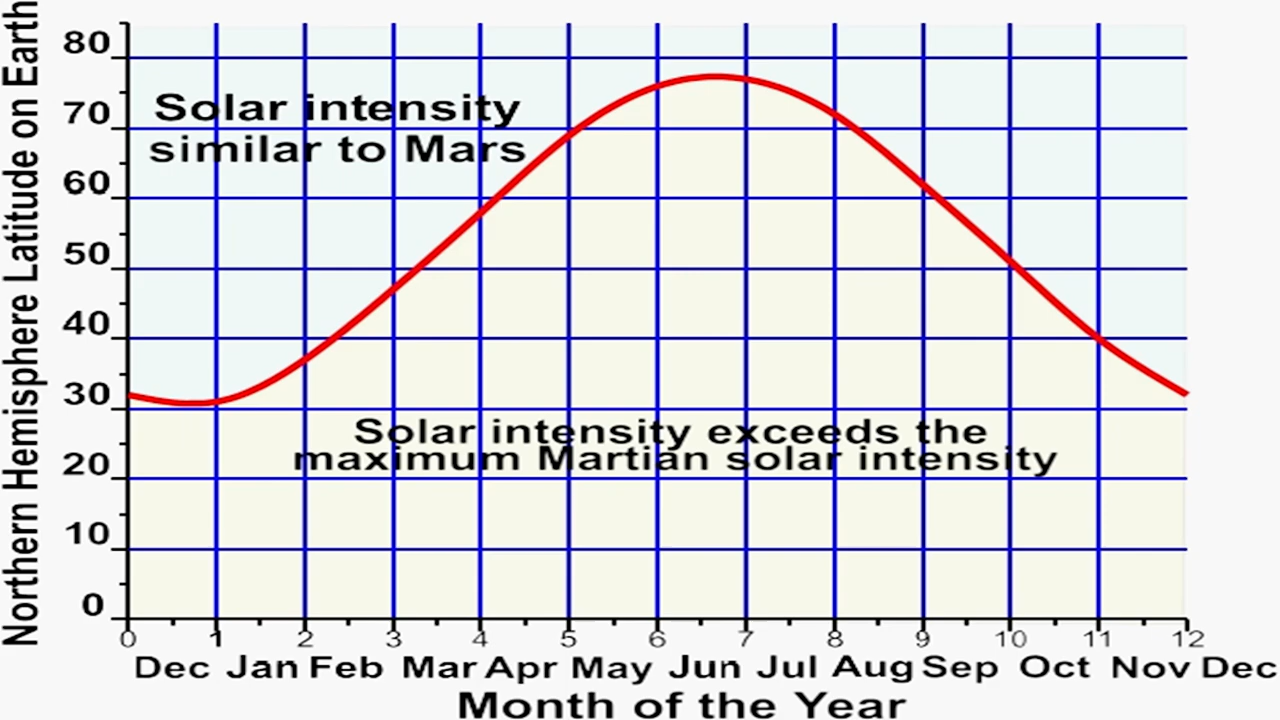 Northern Hemisphere Latitude on Earth
80
70
60
50
40
30
20
10
0
Solar intensity
similar to Mars
Solar intensity exceeds the
maximum Martian solar intensity
0 1 2 3 4 5 6 7 8 9 10 11 12
Dec Jan Feb Mar Apr May Jun Jul Aug Sep Oct Nov Dec
Month of the Year